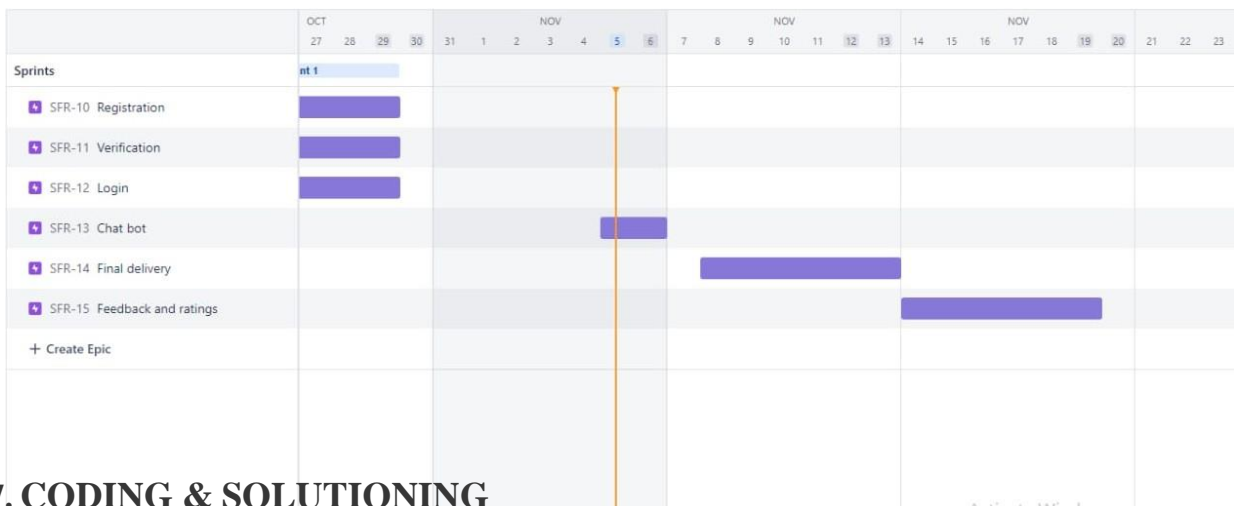 OCT NOV NOV NOV
27 28 29 30 31 1 2 3 4 5 6 7 8 9 10 11 12 13 14 15 16 17 18 19 20 21 22 23
Sprints nt 1
SFR-10 Registration
SFR-11 Verification
SFR-12 Login
SFR-13 Chat bot
SFR-14 Final delivery
SFR-15 Feedback and ratings
+ Create Epic
. CODING & SOLUTIONING